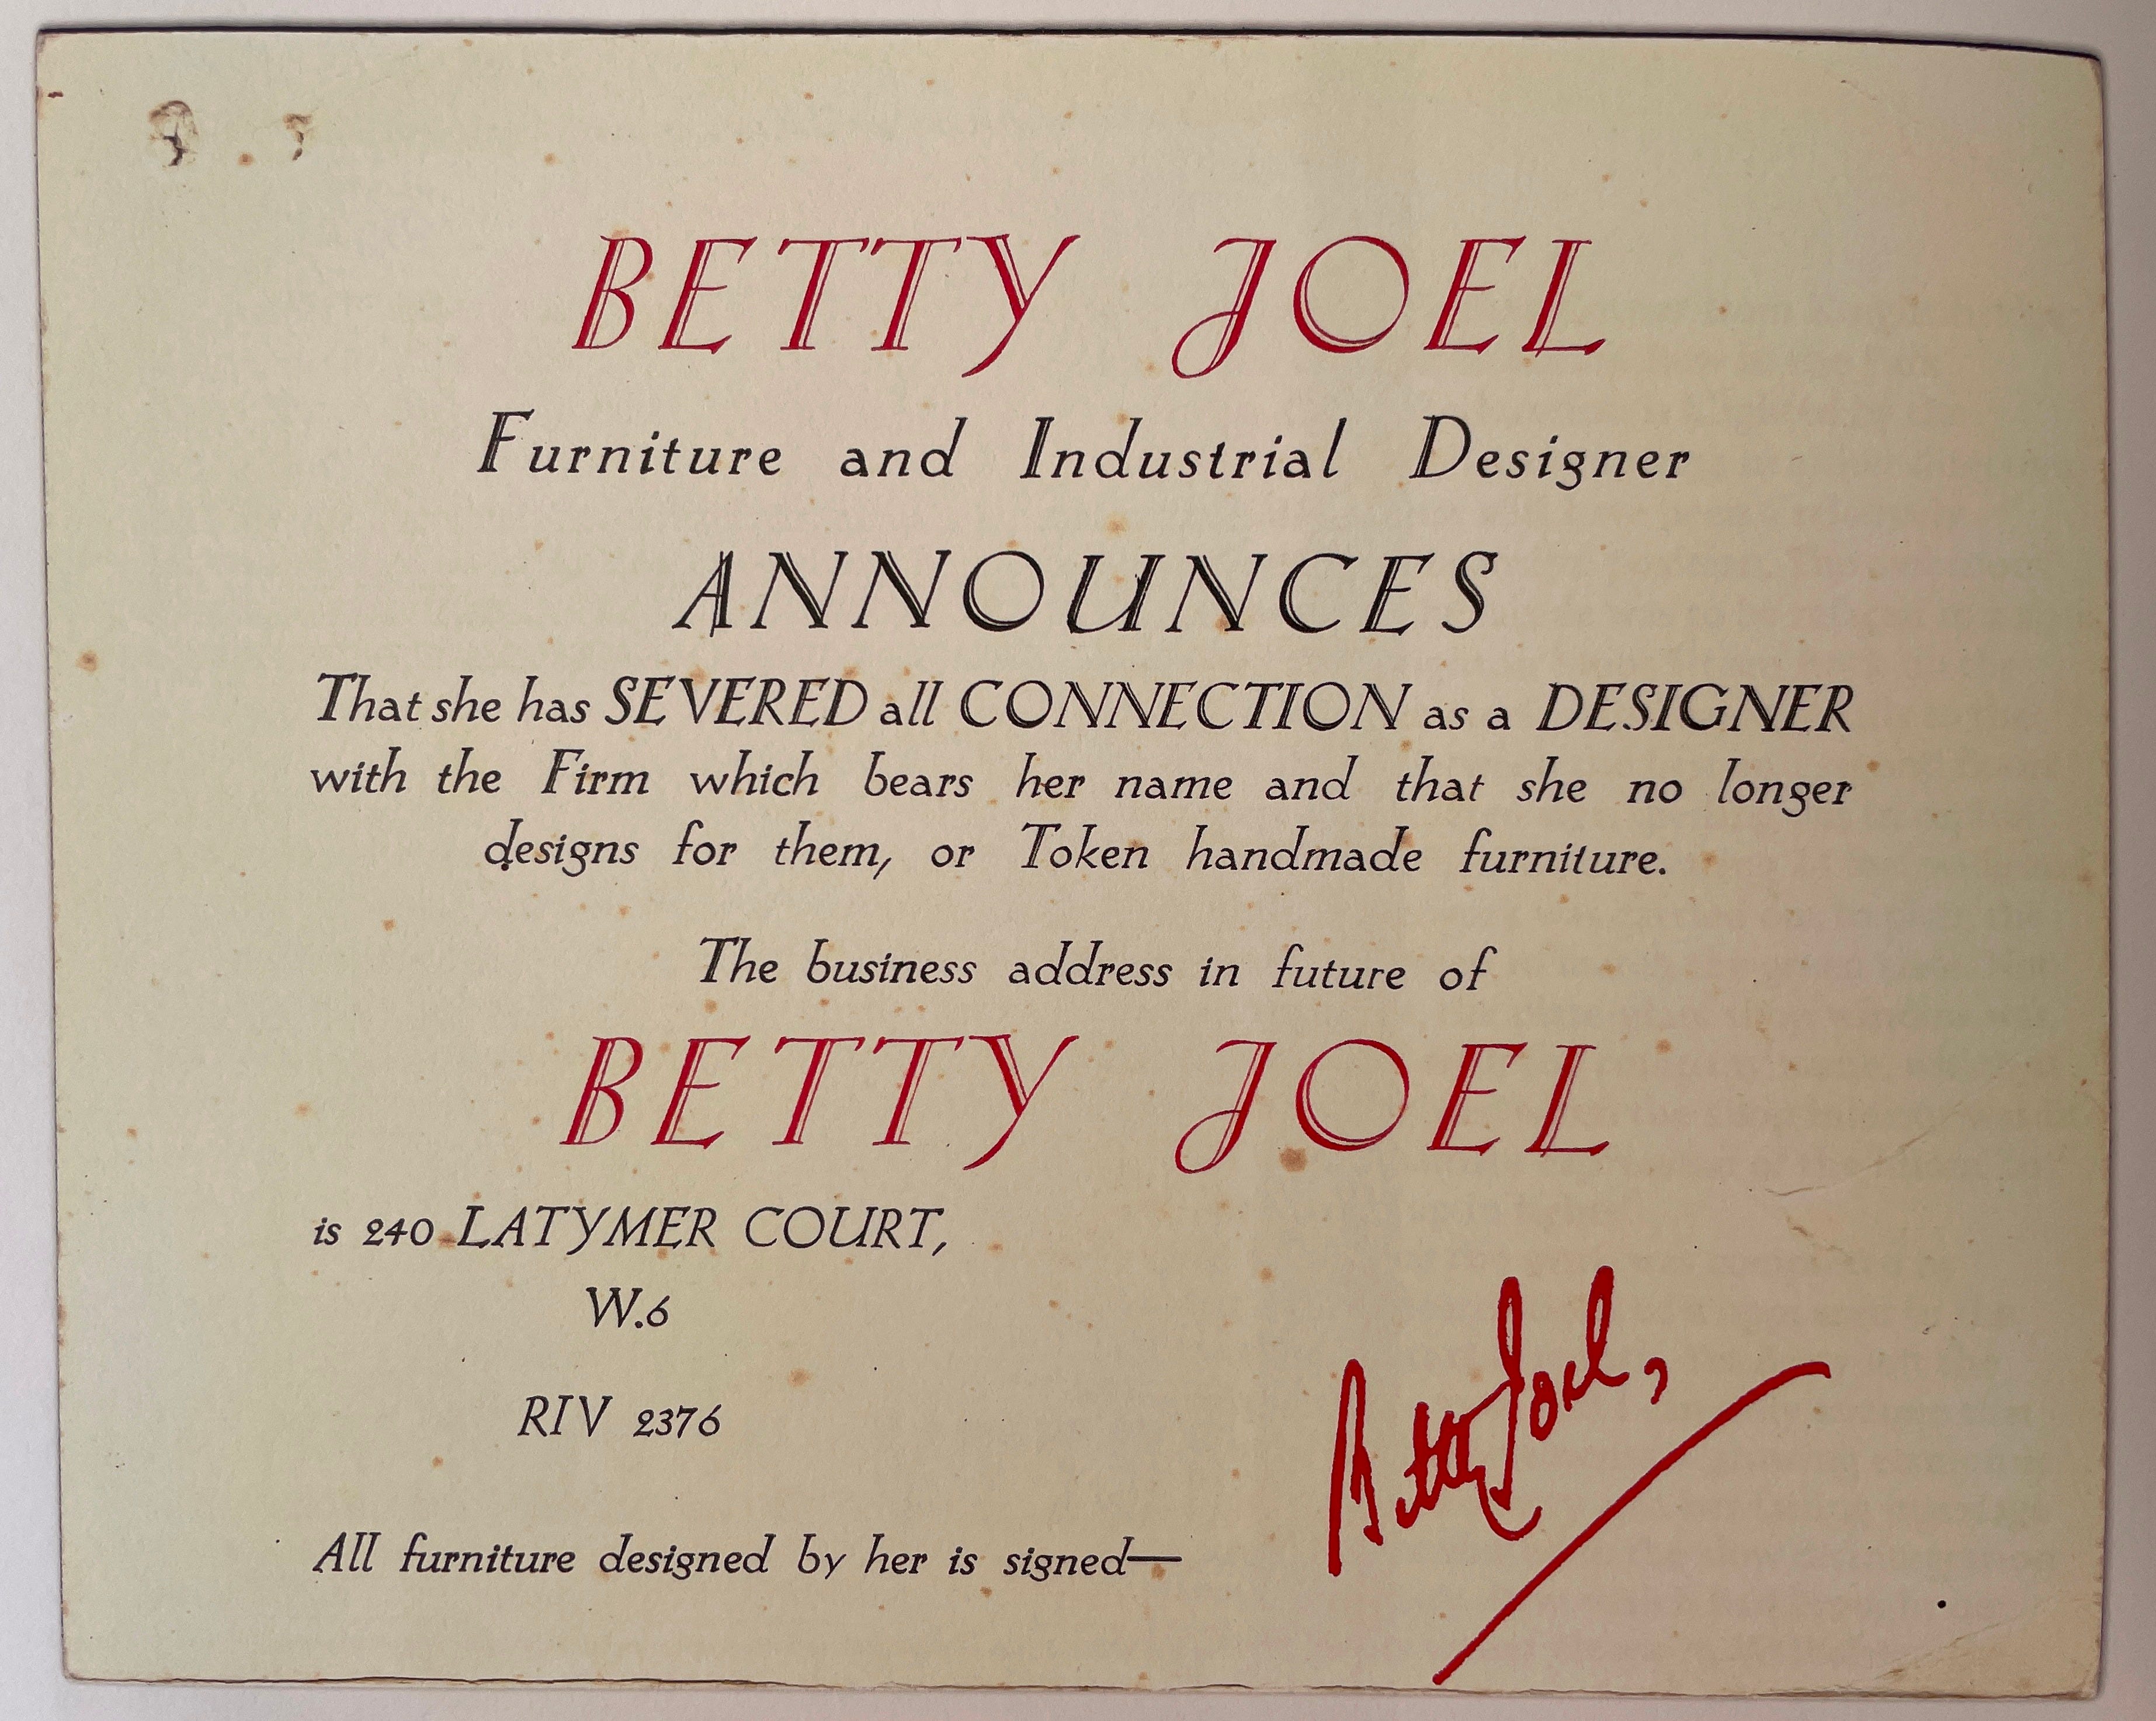 BETTY JOEL
Furniture and Industrial Designer
ANNOUNCES
That she has SEVERED all CONNECTION as a DESIGNER
with the Firm which bears her name and that she no longer
designs for them, or Token handmade furniture.
The business address in future of
BETTY JOEL
is 240 LATYMER COURT,
W.6
RIV 2376
All furniture designed by her is signed—
Betty Joel,